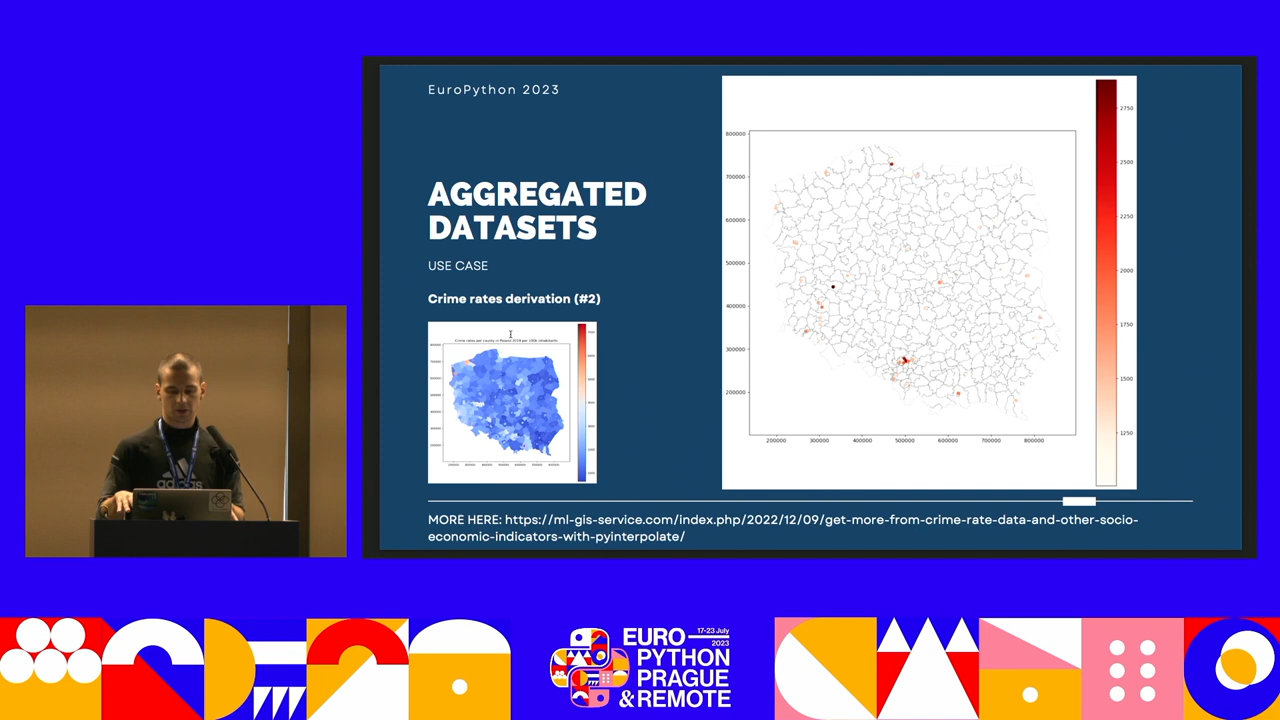 EuroPython 2023
AGGREGATED
DATASETS
USE CASE
Crime rates derivation (#2)
800000
700000
600000
500000
400000
300000
200000
200000 300000 400000 500000 600000 700000 800000
2750
2500
2250
2000
1750
1500
1250
MORE HERE: https://ml-gis-service.com/index.php/2022/12/09/get-more-from-crime-rate-data-and-other-socio-
economic-indicators-with-pyinterpolate/
adidas
EURO 17-23 July
2023
PYTHON
PRAGUE
&REMOTE